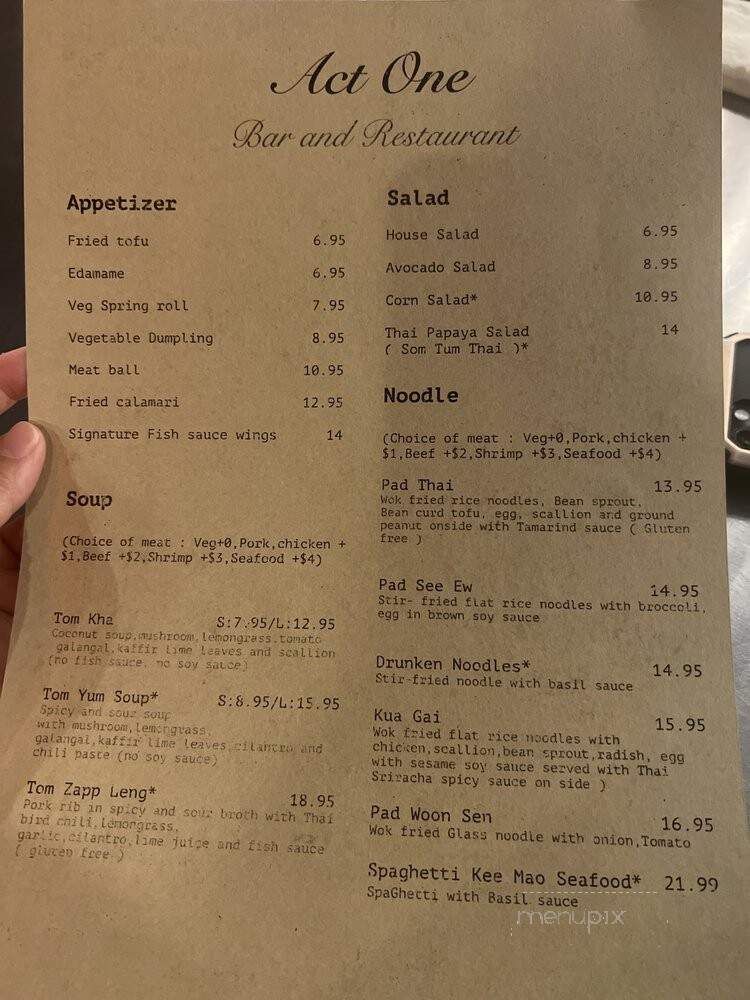 Act One
Bar and Restaurant
Appetizer
Fried tofu 6.95
Edamame 6.95
Veg Spring roll 7.95
Vegetable Dumpling 8.95
Meat ball 10.95
Fried calamari 12.95
Signature Fish sauce wings 14
Soup
(Choice of meat : Veg+0,Pork,chicken +
$1,Beef +$2,Shrimp +$3,Seafood +$4)
Tom Kha S:7.95/L:12.95
Coconut soup,mushroom,lemongrass,tomato
galangal,kaffir lime leaves and scallion
(no fish sauce, no soy sauce)
Tom Yum Soup* S:8.95/L:15.95
Spicy and sour soup
with mushroom,lemongrass,
galangal,kaffir lime leaves,cilantro and
chili paste (no soy sauce)
Tom Zapp Leng* 18.95
Pork rib in spicy and sour broth with Thai
bird chili,lemongrass,
garlic,cilantro,lime juice and fish sauce
( gluten free )
Salad
House Salad 6.95
Avocado Salad 8.95
Corn Salad* 10.95
Thai Papaya Salad 14
( Som Tum Thai )*
Noodle
(Choice of meat : Veg+0,Pork,chicken +
$1,Beef +$2,Shrimp +$3,Seafood +$4)
Pad Thai 13.95
Wok fried rice noodles, Bean sprout,
Bean curd tofu, egg, scallion and ground
peanut onside with Tamarind sauce ( Gluten
free )
Pad See Ew 14.95
Stir- fried flat rice noodles with broccoli,
egg in brown soy sauce
Drunken Noodles* 14.95
Stir-fried noodle with basil sauce
Kua Gai 15.95
Wok fried flat rice noodles with
chicken,scallion,bean sprout,radish, egg
with sesame soy sauce served with Thai
Sriracha spicy sauce on side )
Pad Woon Sen 16.95
Wok fried Glass noodle with onion,Tomato
Spaghetti Kee Mao Seafood* 21.99
SpaGhetti with Basil sauce
menupix